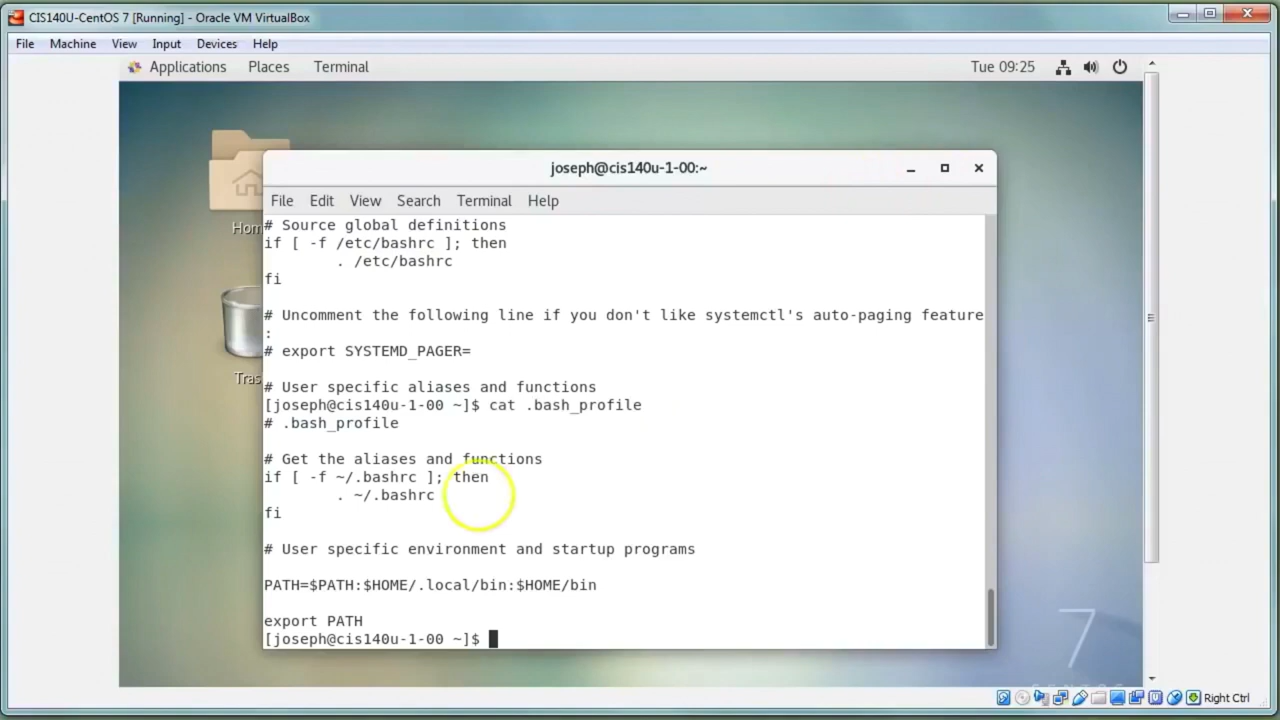 CIS140U-CentOS 7 [Running] - Oracle VM VirtualBox
File Machine View Input Devices Help
Applications Places Terminal Tue 09:25
joseph@cis140u-1-00:~
File Edit View Search Terminal Help
Hom
Tras
# Source global definitions
if [ -f /etc/bashrc ]; then
        . /etc/bashrc
fi
# Uncomment the following line if you don't like systemctl's auto-paging feature
:
# export SYSTEMD_PAGER=
# User specific aliases and functions
[joseph@cis140u-1-00 ~]$ cat .bash_profile
# .bash_profile
# Get the aliases and functions
if [ -f ~/.bashrc ]; then
        . ~/.bashrc
fi
# User specific environment and startup programs
PATH=$PATH:$HOME/.local/bin:$HOME/bin
export PATH
[joseph@cis140u-1-00 ~]$
7
Right Ctrl